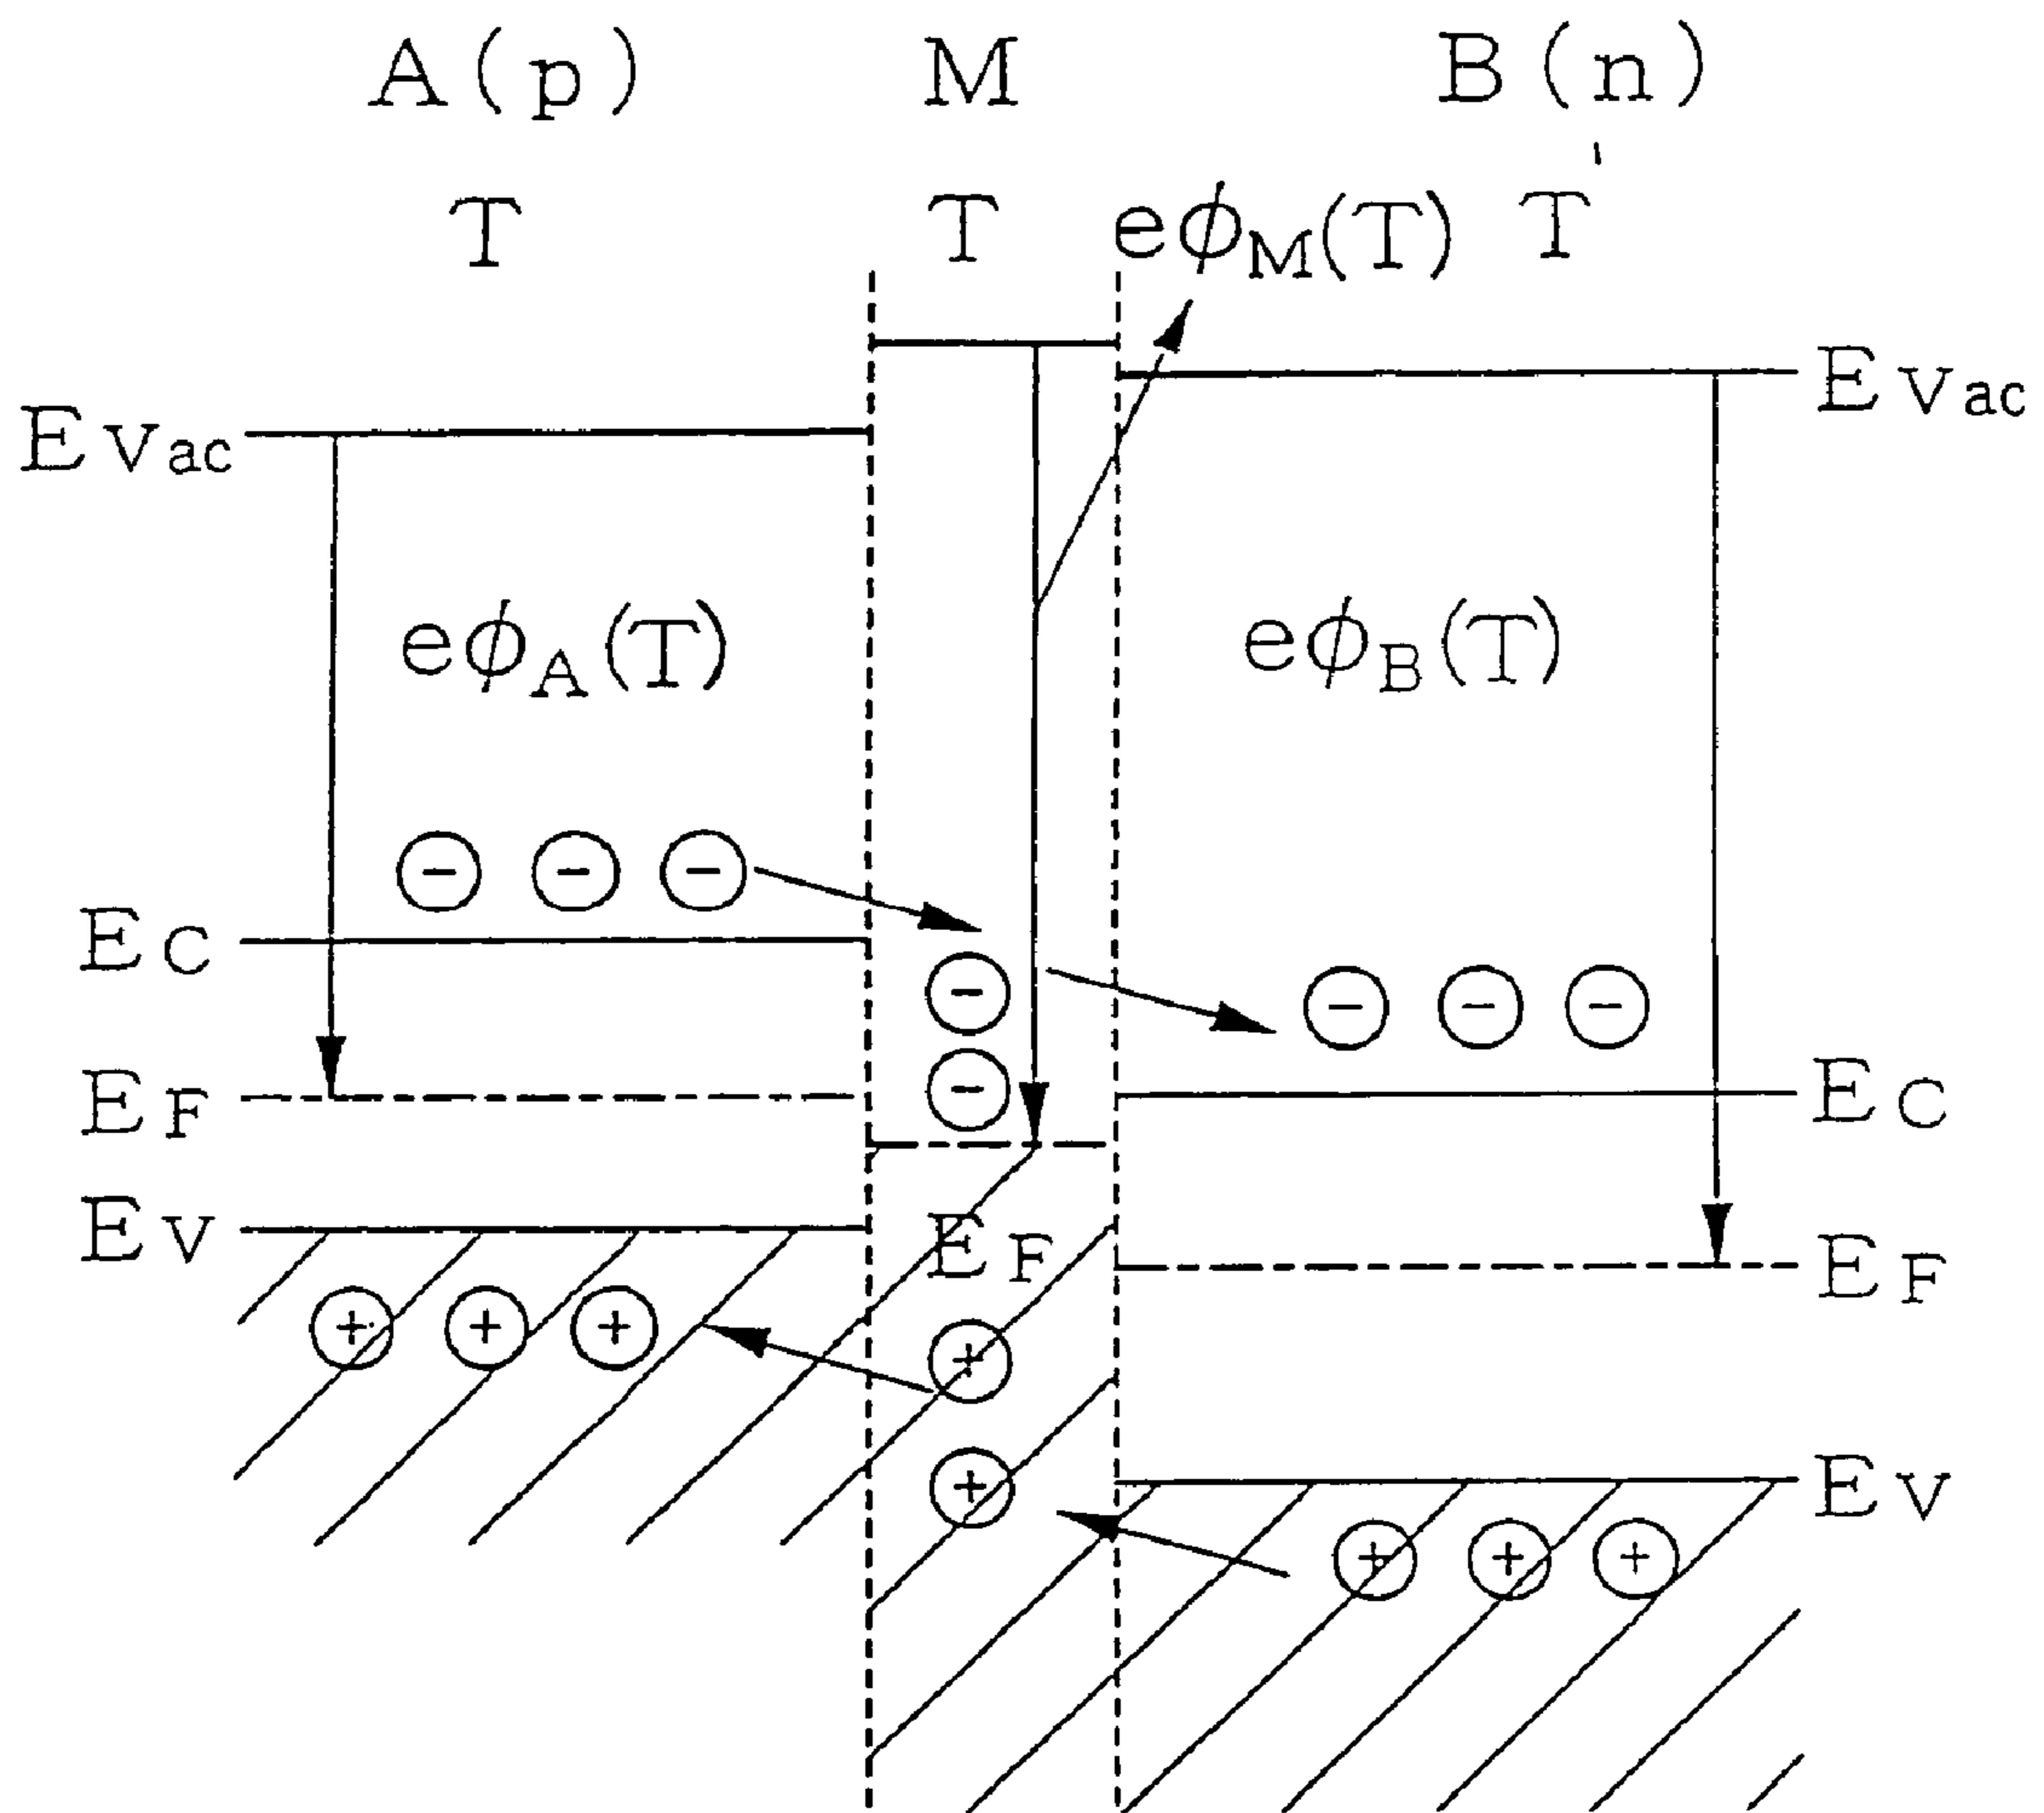 A(p) M B(n)
T T eϕM(T) T'
EVac
EVac
eϕA(T) eϕB(T)
− − −
EC
−
− − −
−
EF
EC
EV
EF
EF
+ + +
+
+
EV
+ + +